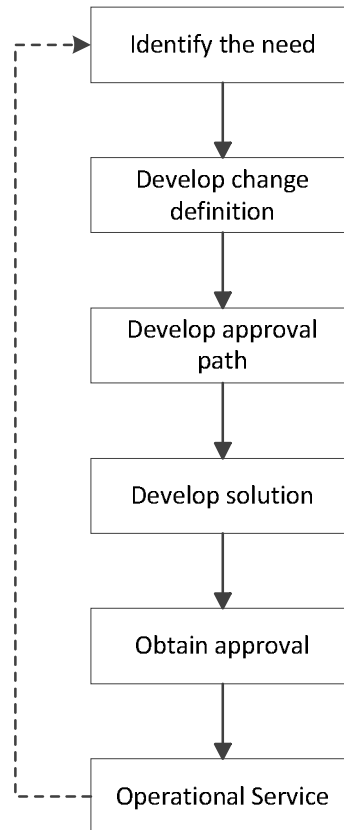 Identify the need
Develop change
definition
Develop approval
path
Develop solution
Obtain approval
Operational Service